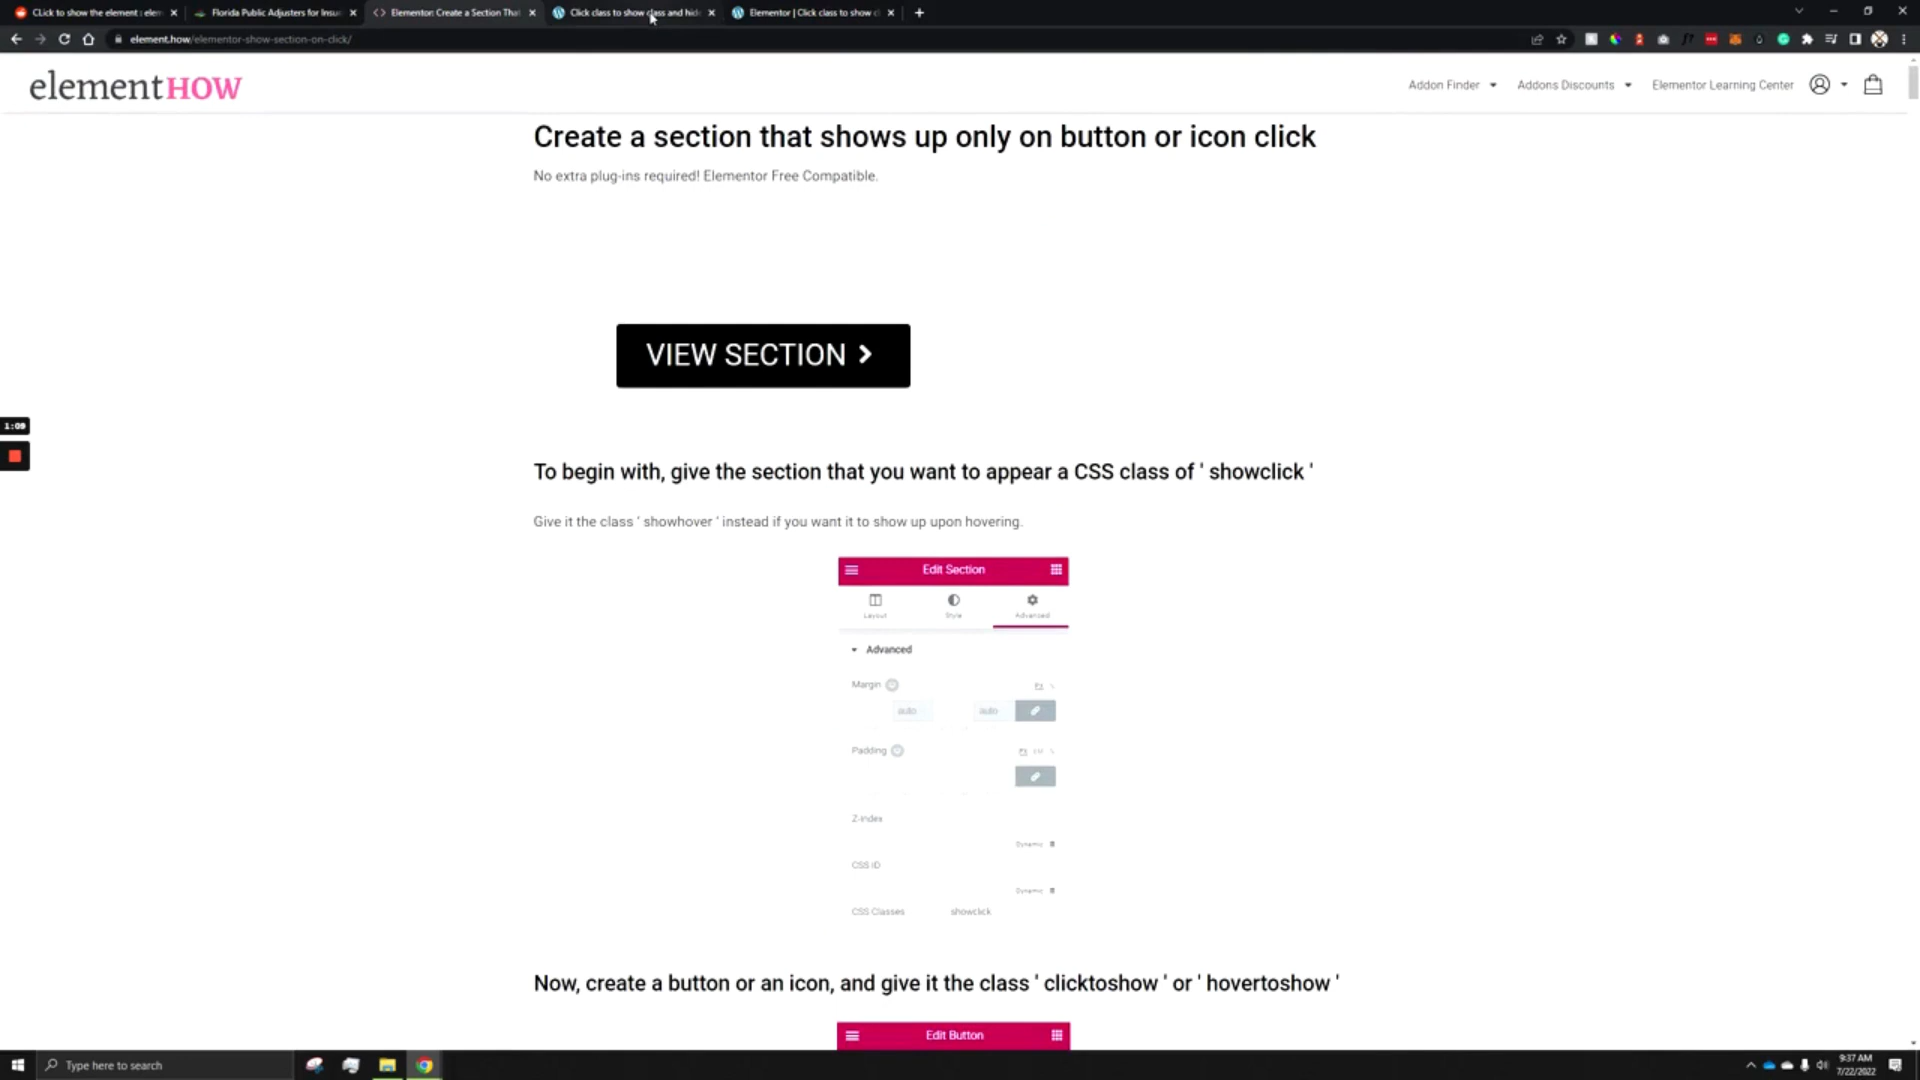 CLick to show the element : elem
Florida Public Adjusters for Insu
Elementor: Create a Section Tha
Click class to show class and hid
Elementor | Click class to show c
element.how/elementor-show-section-on-click/
elementHOW
Addon Finder
Addons Discounts
Elementor Learning Center
Create a section that shows up only on button or icon click
No extra plug-ins required! Elementor Free Compatible.
VIEW SECTION
1:09
To begin with, give the section that you want to appear a CSS class of ' showclick '
Give it the class ' showhover ' instead if you want it to show up upon hovering.
Edit Section
Layout
Style
Advanced
Advanced
Margin
auto
auto
Padding
Z-Index
Dynamic
CSS ID
Dynamic
CSS Classes
showclick
Now, create a button or an icon, and give it the class ' clicktoshow ' or ' hovertoshow '
Edit Button
Type here to search
9:37 AM
7/22/2022